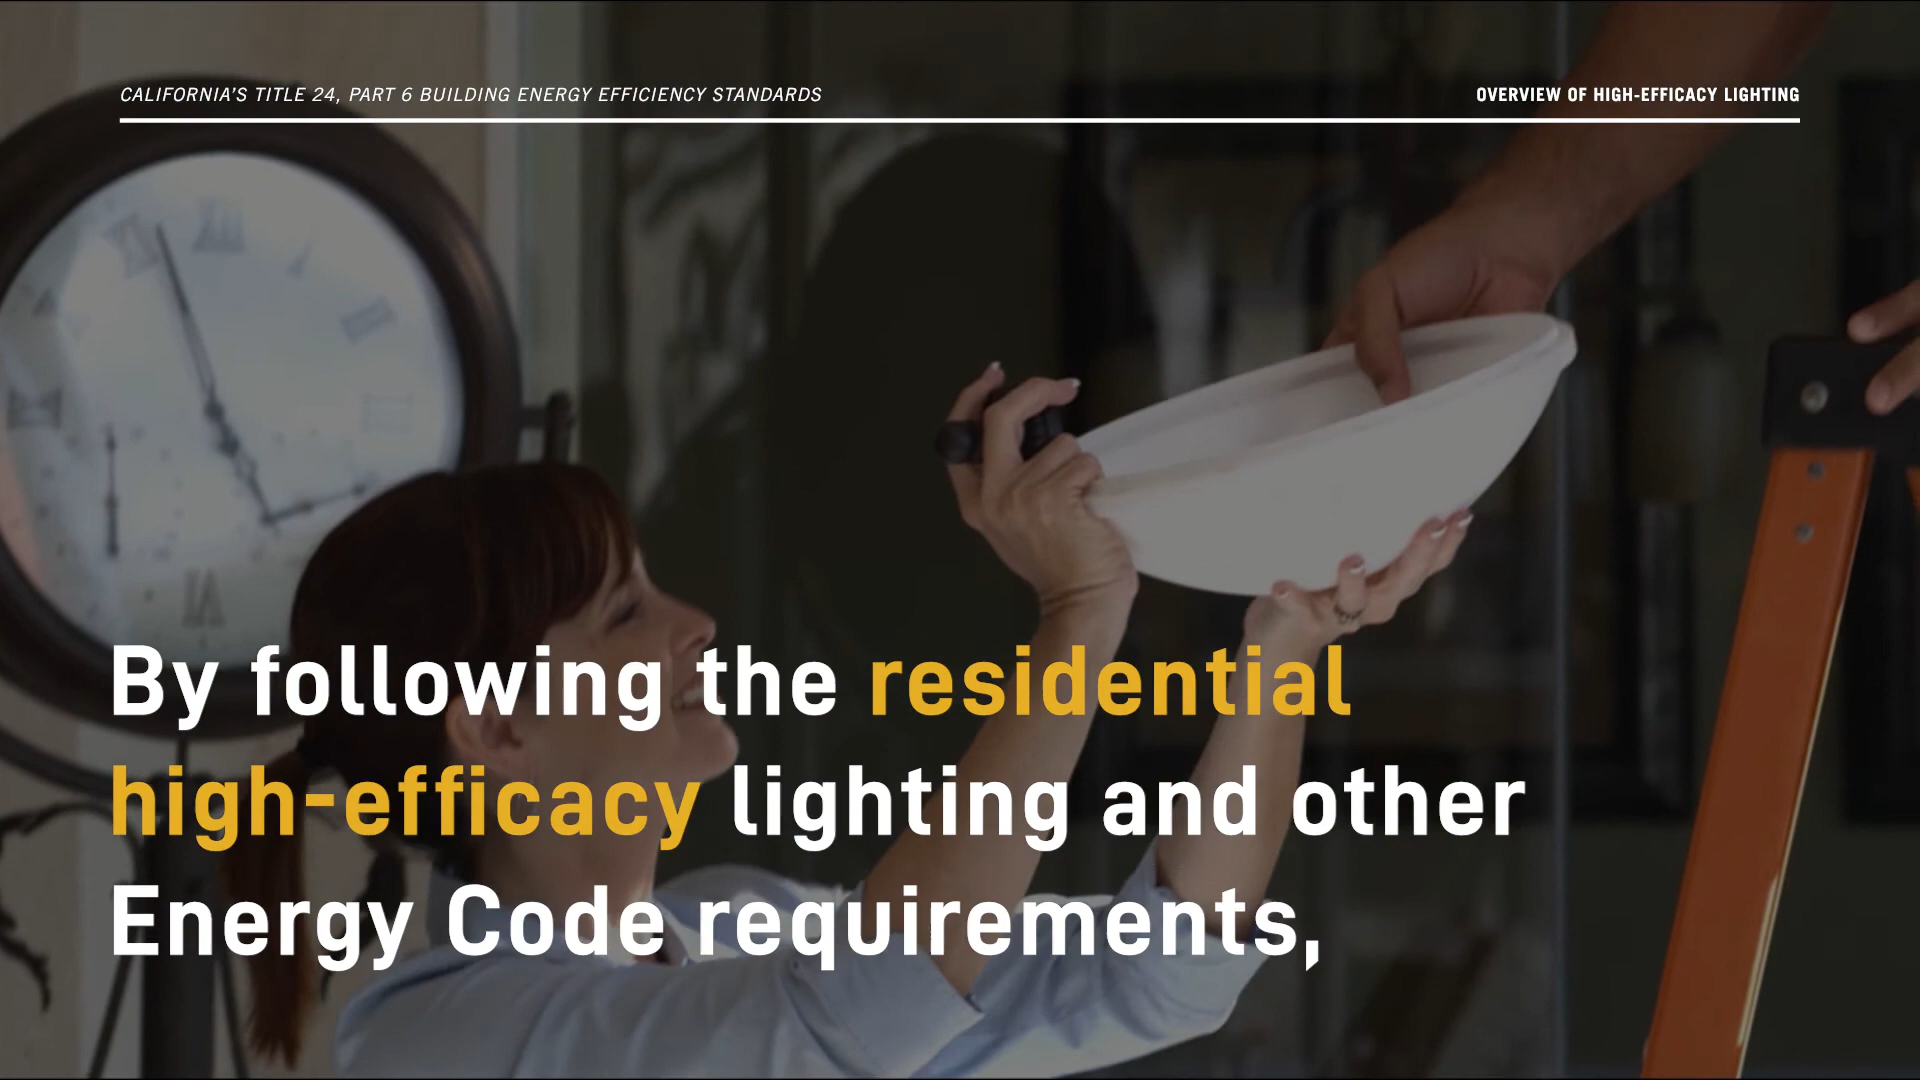 CALIFORNIA'S TITLE 24, PART 6 BUILDING ENERGY EFFICIENCY STANDARDS
OVERVIEW OF HIGH-EFFICACY LIGHTING
By following the residential
high-efficacy lighting and other
Energy Code requirements,